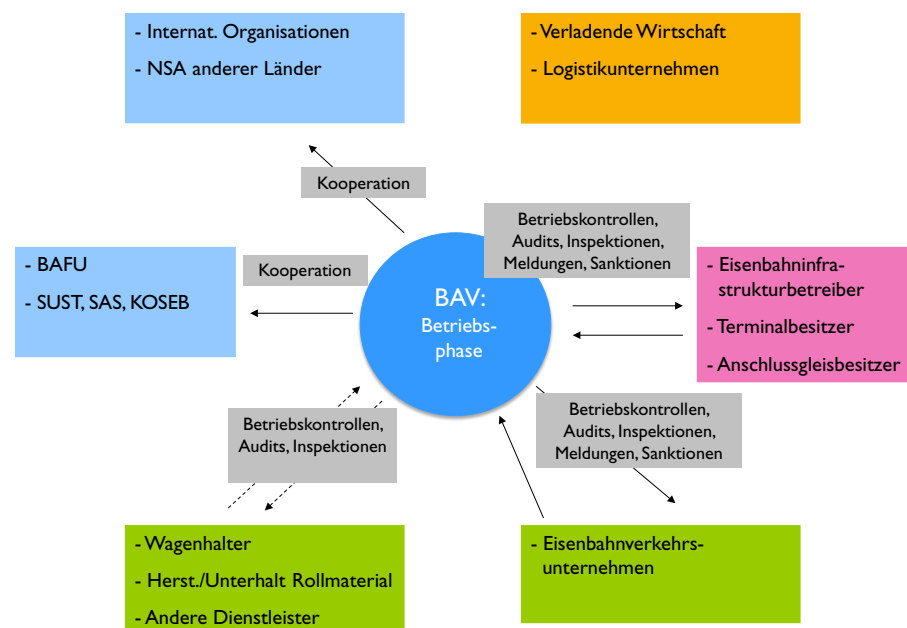 - Internat. Organisationen
- NSA anderer Länder
- Verladende Wirtschaft
- Logistikunternehmen
Kooperation
Betriebskontrollen,
Audits, Inspektionen,
Meldungen, Sanktionen
- BAFU
- SUST, SAS, KOSEB
Kooperation
BAV:
Betriebs-
phase
- Eisenbahninfra-
strukturbetreiber
- Terminalbesitzer
- Anschlussgleisbesitzer
Betriebskontrollen,
Audits, Inspektionen
Betriebskontrollen,
Audits, Inspektionen,
Meldungen, Sanktionen
- Wagenhalter
- Herst./Unterhalt Rollmaterial
- Andere Dienstleister
- Eisenbahnverkehrs-
unternehmen